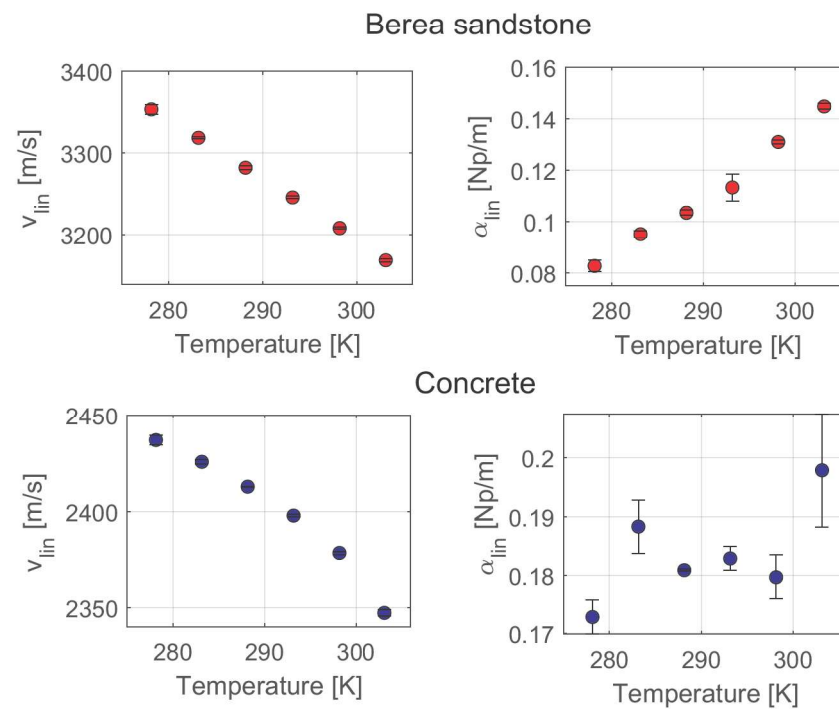 Berea sandstone
3400
3300
3200
v_lin [m/s]
280 290 300
Temperature [K]
0.16
0.14
0.12
0.1
0.08
α_lin [Np/m]
280 290 300
Temperature [K]
Concrete
2450
2400
2350
v_lin [m/s]
280 290 300
Temperature [K]
0.2
0.19
0.18
0.17
α_lin [Np/m]
280 290 300
Temperature [K]